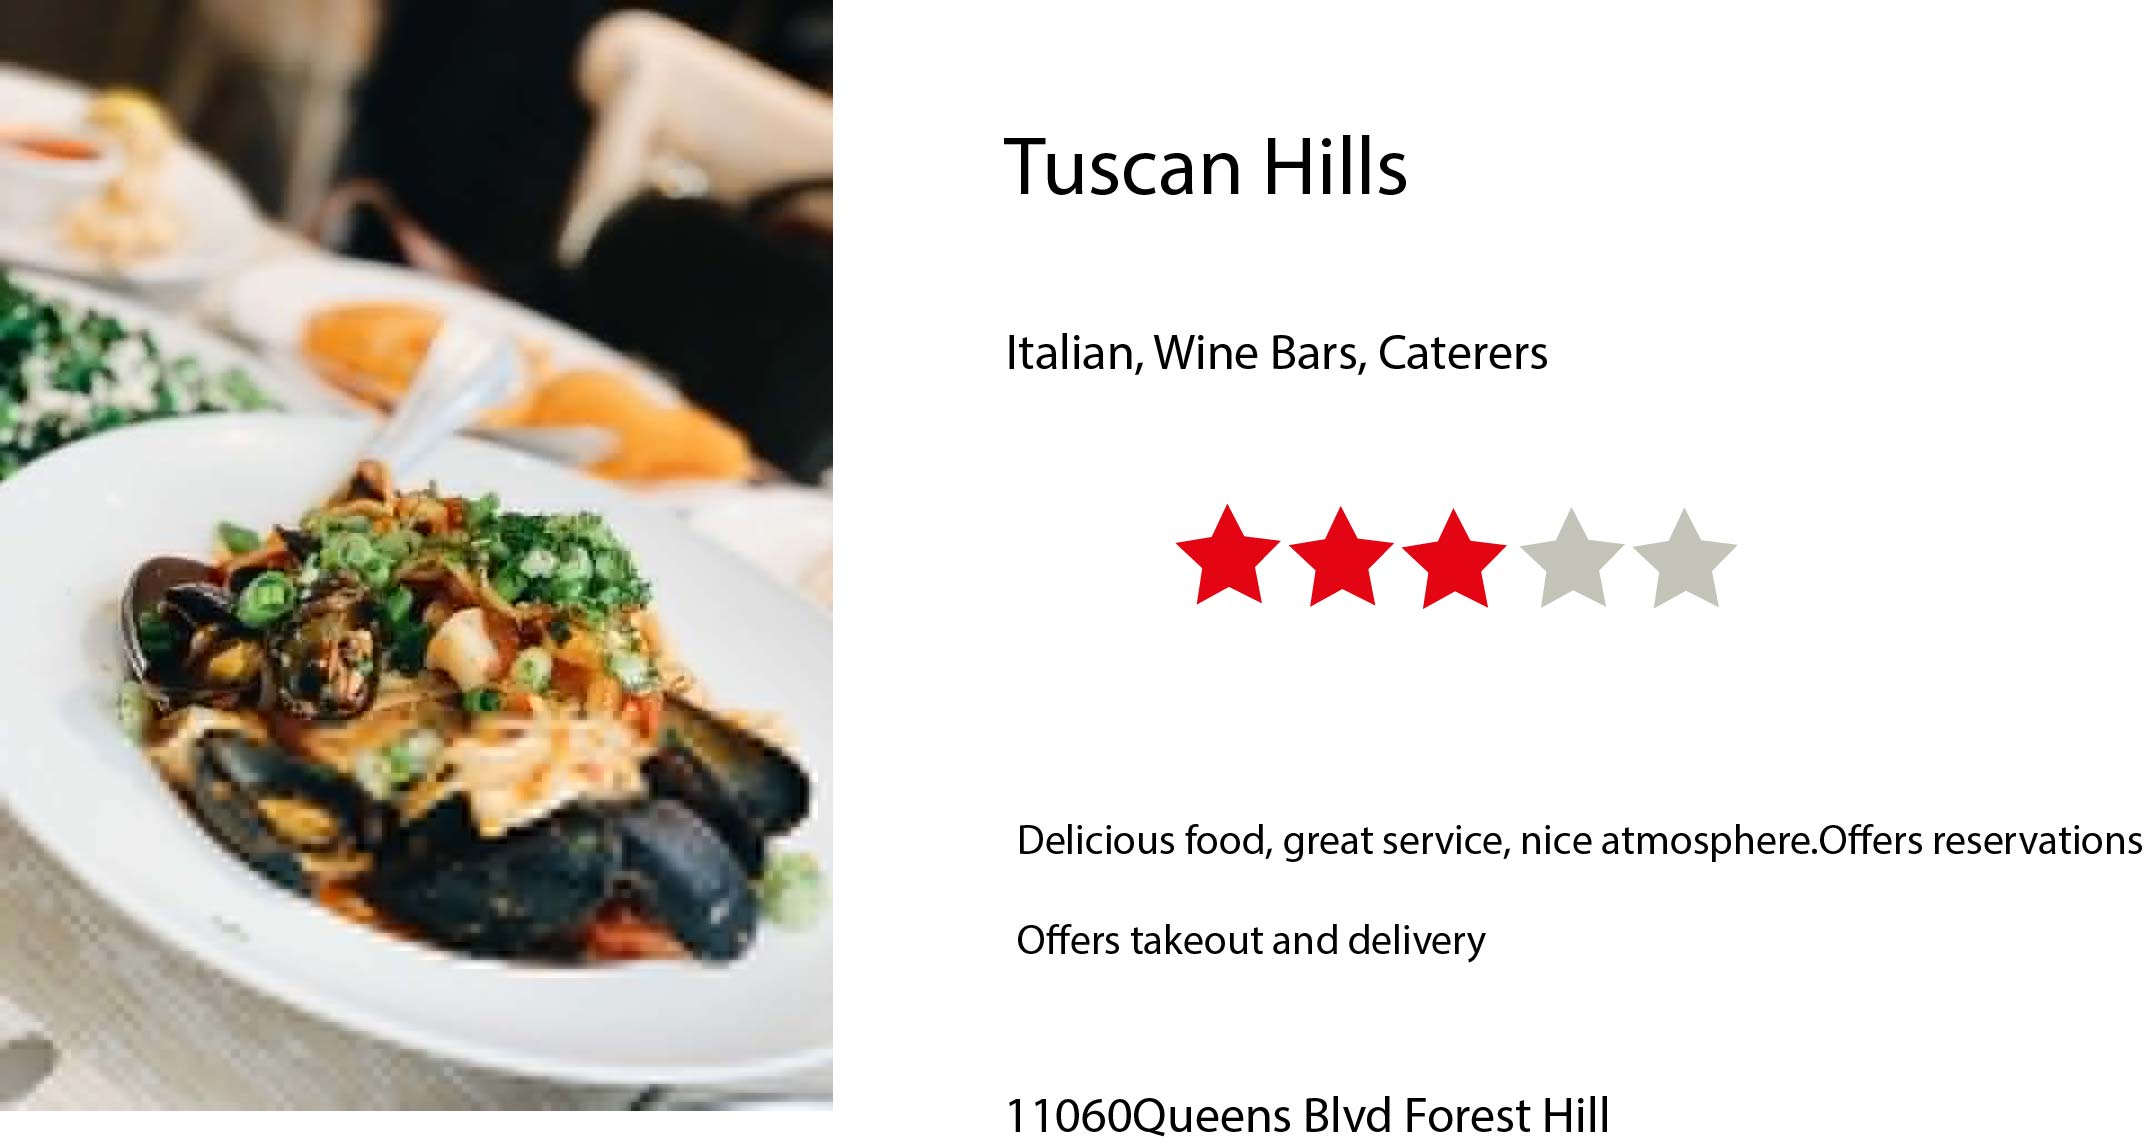 Tuscan Hills
Italian, Wine Bars, Caterers
Delicious food, great service, nice atmosphere.Offers reservations
Offers takeout and delivery
11060Queens Blvd Forest Hill